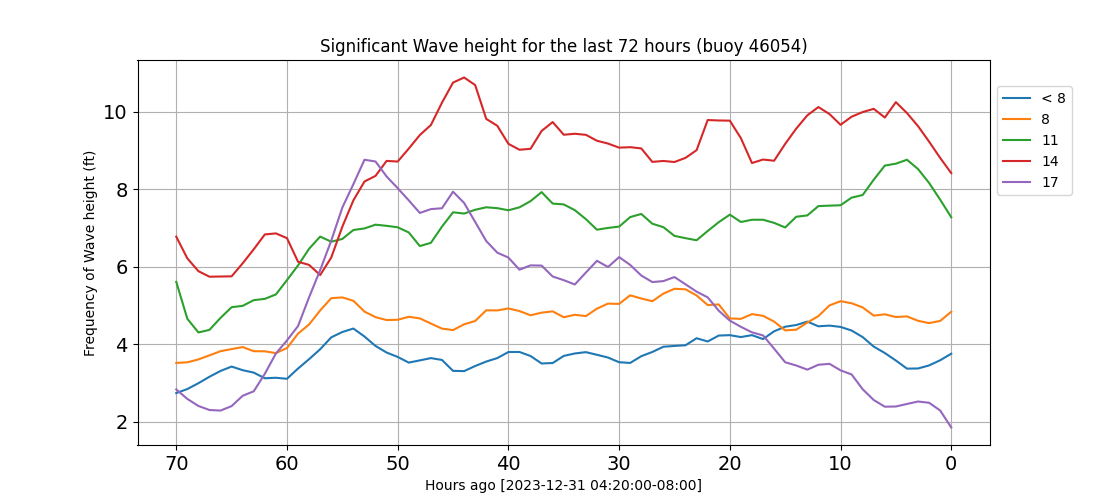 Significant Wave height for the last 72 hours (buoy 46054)
Frequency of Wave height (ft)
10
8
6
4
2
70 60 50 40 30 20 10 0
Hours ago [2023-12-31 04:20:00-08:00]
< 8
8
11
14
17